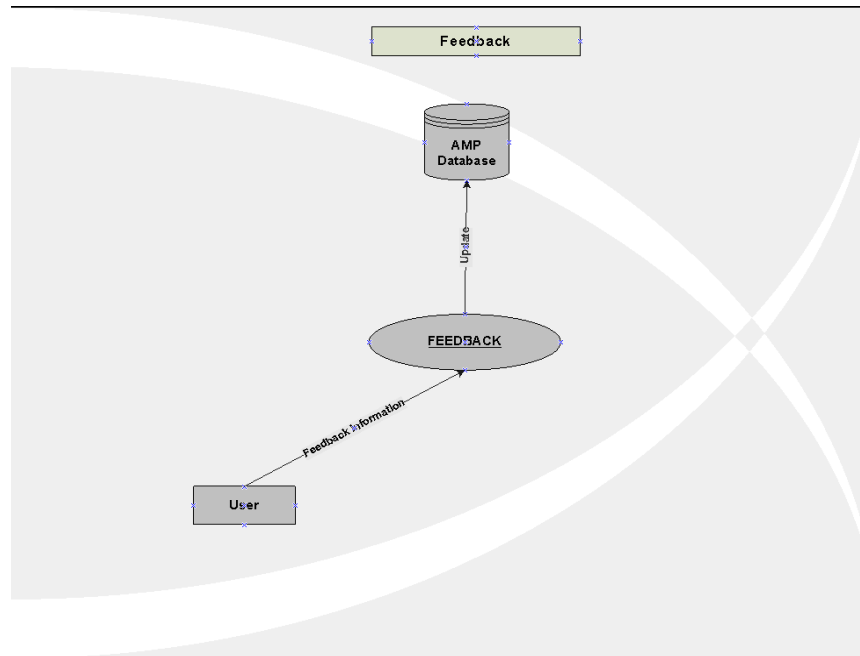 Feedback
AMP
Database
Update
FEEDBACK
Feedback Information
User